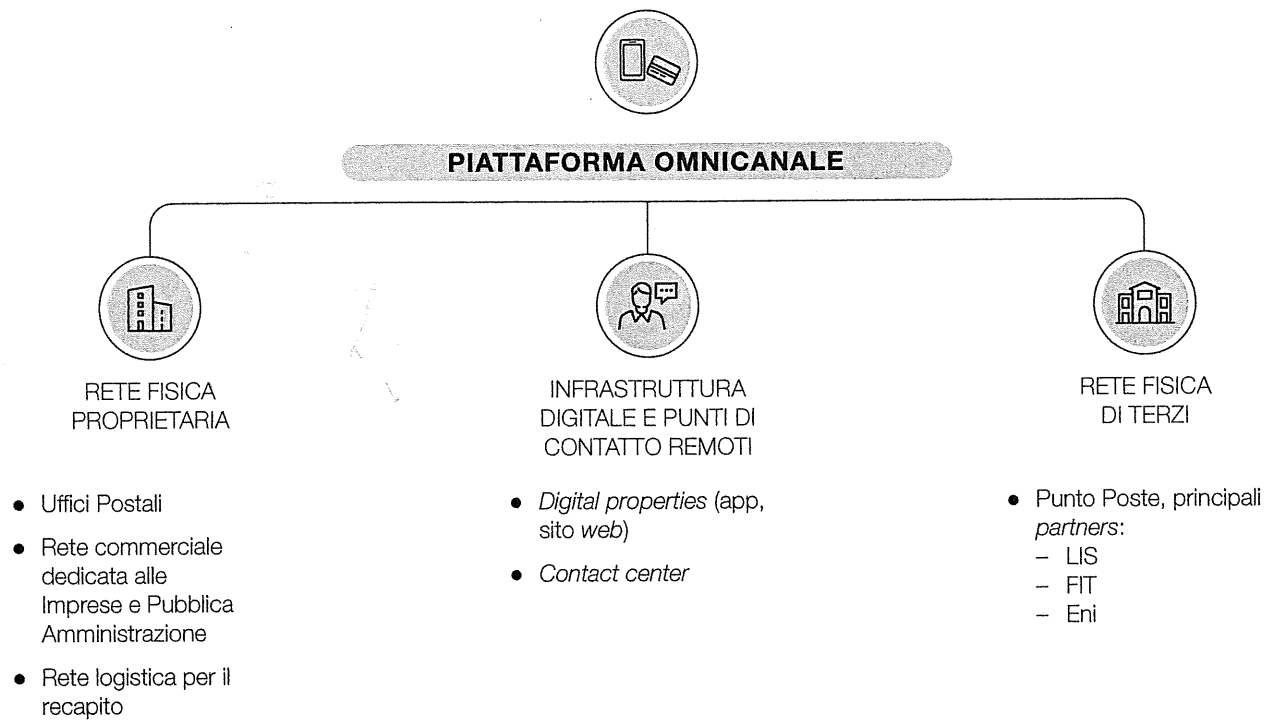 PIATTAFORMA OMNICANALE
RETE FISICA
PROPRIETARIA
● Uffici Postali
● Rete commerciale
dedicata alle
Imprese e Pubblica
Amministrazione
● Rete logistica per il
recapito
INFRASTRUTTURA
DIGITALE E PUNTI DI
CONTATTO REMOTI
● Digital properties (app,
sito web)
● Contact center
RETE FISICA
DI TERZI
● Punto Poste, principali
partners:
– LIS
– FIT
– Eni